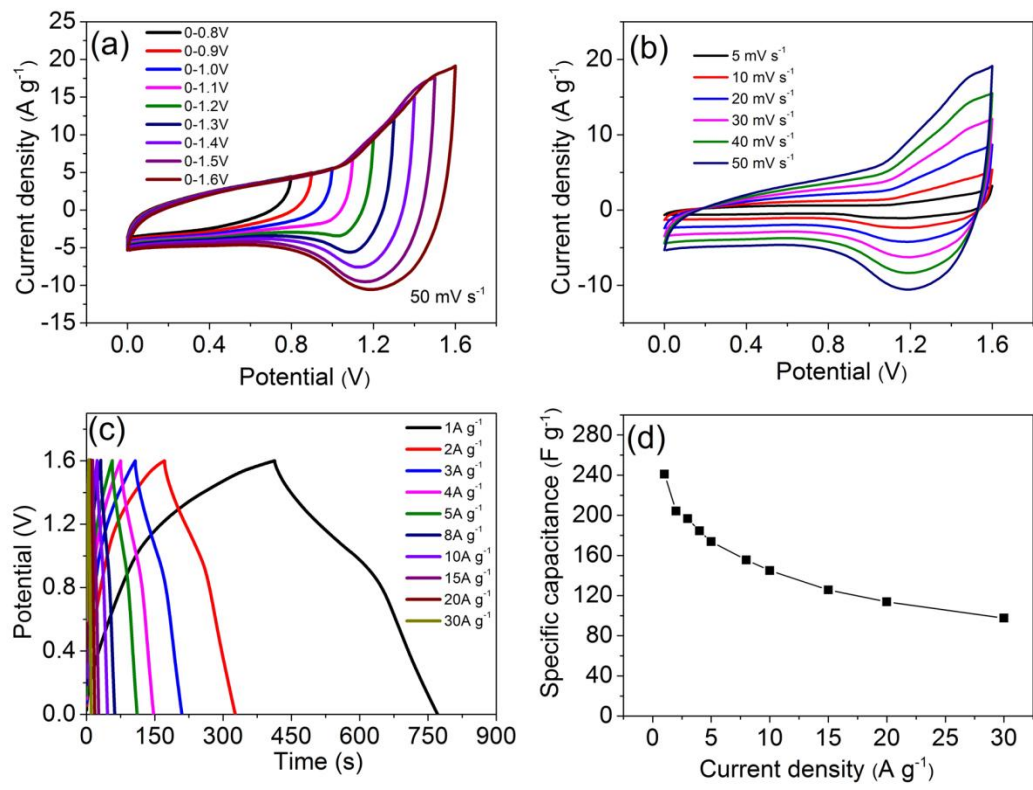 (a)
0-0.8V
0-0.9V
0-1.0V
0-1.1V
0-1.2V
0-1.3V
0-1.4V
0-1.5V
0-1.6V
50 mV s⁻¹
25
20
15
10
5
0
-5
-10
-15
Current density (A g⁻¹)
0.0 0.4 0.8 1.2 1.6
Potential (V)
(b)
5 mV s⁻¹
10 mV s⁻¹
20 mV s⁻¹
30 mV s⁻¹
40 mV s⁻¹
50 mV s⁻¹
20
10
0
-10
Current density (A g⁻¹)
0.0 0.4 0.8 1.2 1.6
Potential (V)
(c)
1A g⁻¹
2A g⁻¹
3A g⁻¹
4A g⁻¹
5A g⁻¹
8A g⁻¹
10A g⁻¹
15A g⁻¹
20A g⁻¹
30A g⁻¹
1.6
1.2
0.8
0.4
0.0
Potential (V)
0 150 300 450 600 750 900
Time (s)
(d)
280
240
200
160
120
80
40
0
Specific capacitance (F g⁻¹)
0 5 10 15 20 25 30
Current density (A g⁻¹)